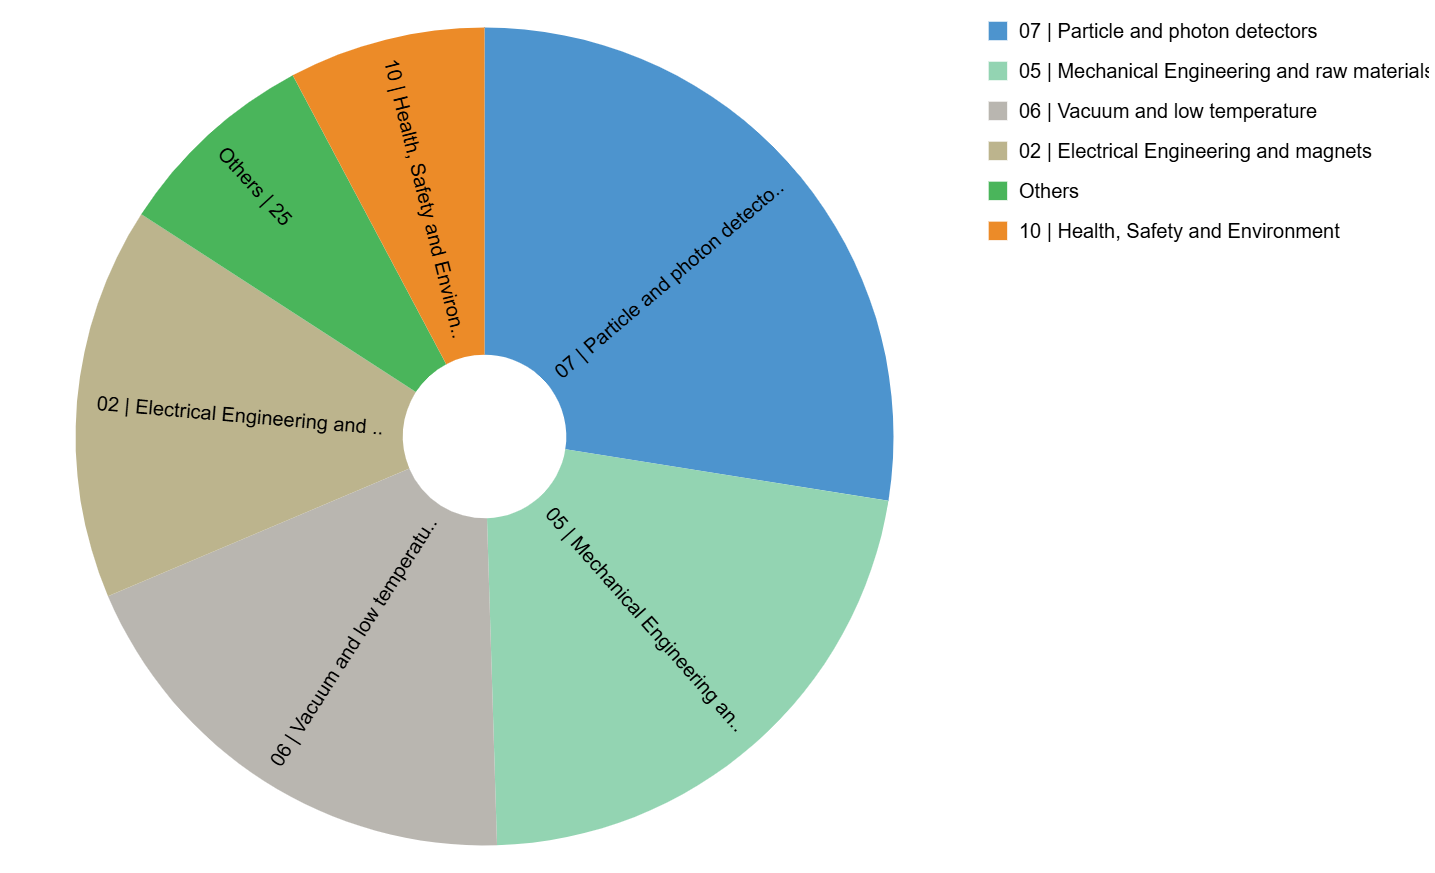 07 | Particle and photon detecto..
05 | Mechanical Engineering an..
06 | Vacuum and low temperatu..
02 | Electrical Engineering and ..
Others | 25
10 | Health, Safety and Environ..
07 | Particle and photon detectors
05 | Mechanical Engineering and raw materials
06 | Vacuum and low temperature
02 | Electrical Engineering and magnets
Others
10 | Health, Safety and Environment